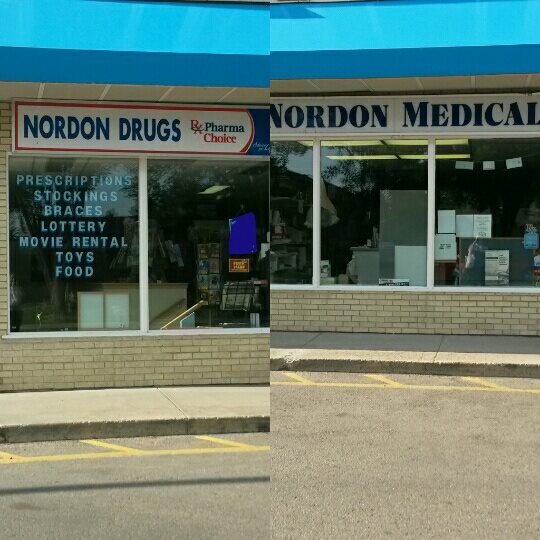 NORDON DRUGS
Rx Pharma
Choice
PRESCRIPTIONS
STOCKINGS
BRACES
LOTTERY
MOVIE RENTAL
TOYS
FOOD
NORDON MEDICAL